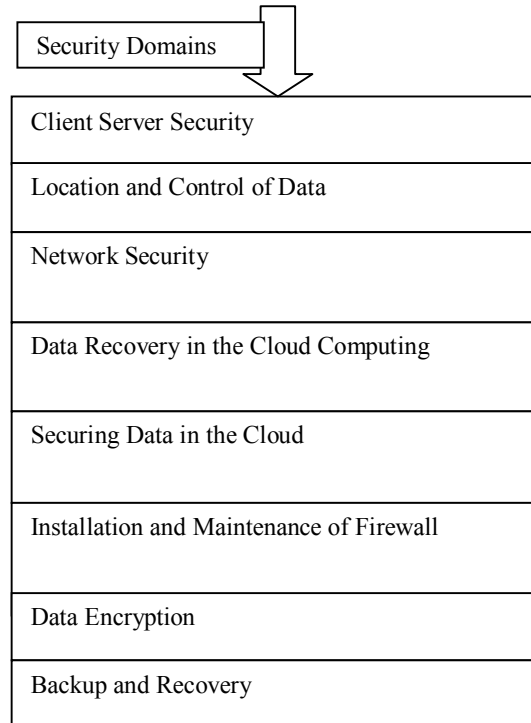 Security Domains
Client Server Security
Location and Control of Data
Network Security
Data Recovery in the Cloud Computing
Securing Data in the Cloud
Installation and Maintenance of Firewall
Data Encryption
Backup and Recovery